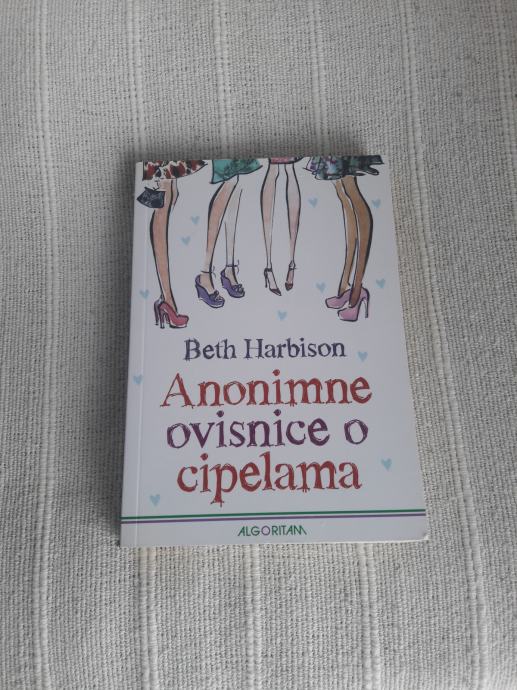 Beth Harbison
Anonimne
ovisnice o
cipelama
ALGORITAM